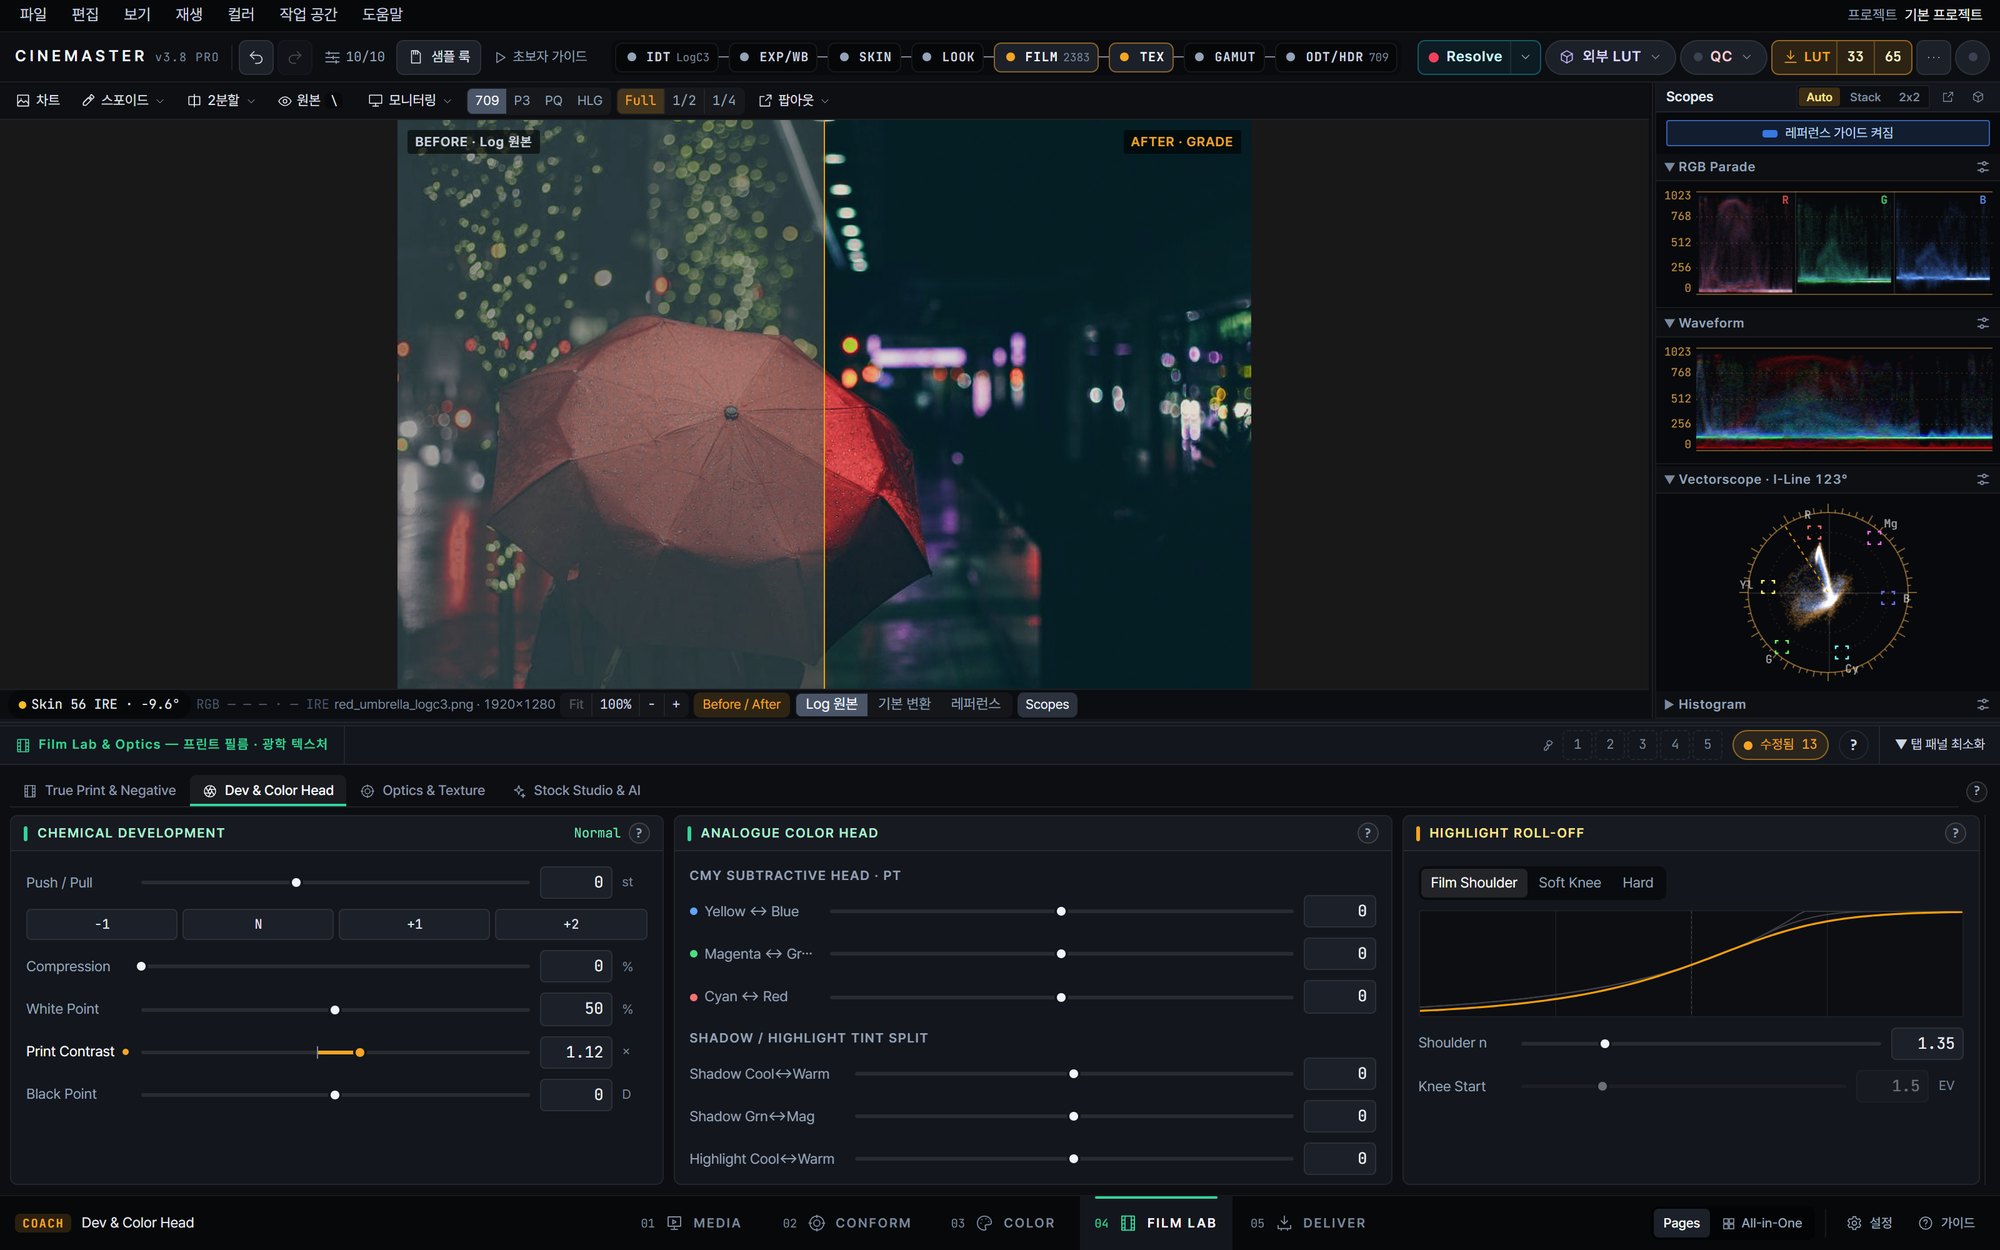 파일 편집 보기 재생 컬러 작업 공간 도움말 프로젝트 기본 프로젝트
CINEMASTER v3.8 PRO 10/10 샘플 룩 초보자 가이드 IDT LogC3 EXP/WB SKIN LOOK FILM 2383 TEX GAMUT ODT/HDR 709 Resolve 외부 LUT QC LUT 33 65 ...
차트 스포이드 2분할 원본 \ 모니터링 709 P3 PQ HLG Full 1/2 1/4 팝아웃
Scopes Auto Stack 2x2
BEFORE · Log 원본 AFTER · GRADE
레퍼런스 가이드 켜짐
RGB Parade
1023 R G B
768
512
256
0
Waveform
1023
768
512
256
0
Vectorscope · I-Line 123°
R Mg
YL B
G Cy
Histogram
Skin 56 IRE · -9.6° RGB — — — · — IRE red_umbrella_logc3.png · 1920×1280 Fit 100% - + Before / After Log 원본 기본 변환 레퍼런스 Scopes
Film Lab & Optics — 프린트 필름 · 광학 텍스처 1 2 3 4 5 수정됨 13 ? ▼ 탭 패널 최소화
True Print & Negative Dev & Color Head Optics & Texture Stock Studio & AI ?
CHEMICAL DEVELOPMENT Normal ?
Push / Pull 0 st
-1 N +1 +2
Compression 0 %
White Point 50 %
Print Contrast 1.12 ×
Black Point 0 D
ANALOGUE COLOR HEAD ?
CMY SUBTRACTIVE HEAD · PT
Yellow ↔ Blue 0
Magenta ↔ Gr··· 0
Cyan ↔ Red 0
SHADOW / HIGHLIGHT TINT SPLIT
Shadow Cool↔Warm 0
Shadow Grn↔Mag 0
Highlight Cool↔Warm 0
HIGHLIGHT ROLL-OFF ?
Film Shoulder Soft Knee Hard
Shoulder n 1.35
Knee Start 1.5 EV
COACH Dev & Color Head 01 MEDIA 02 CONFORM 03 COLOR 04 FILM LAB 05 DELIVER Pages All-in-One 설정 ? 가이드